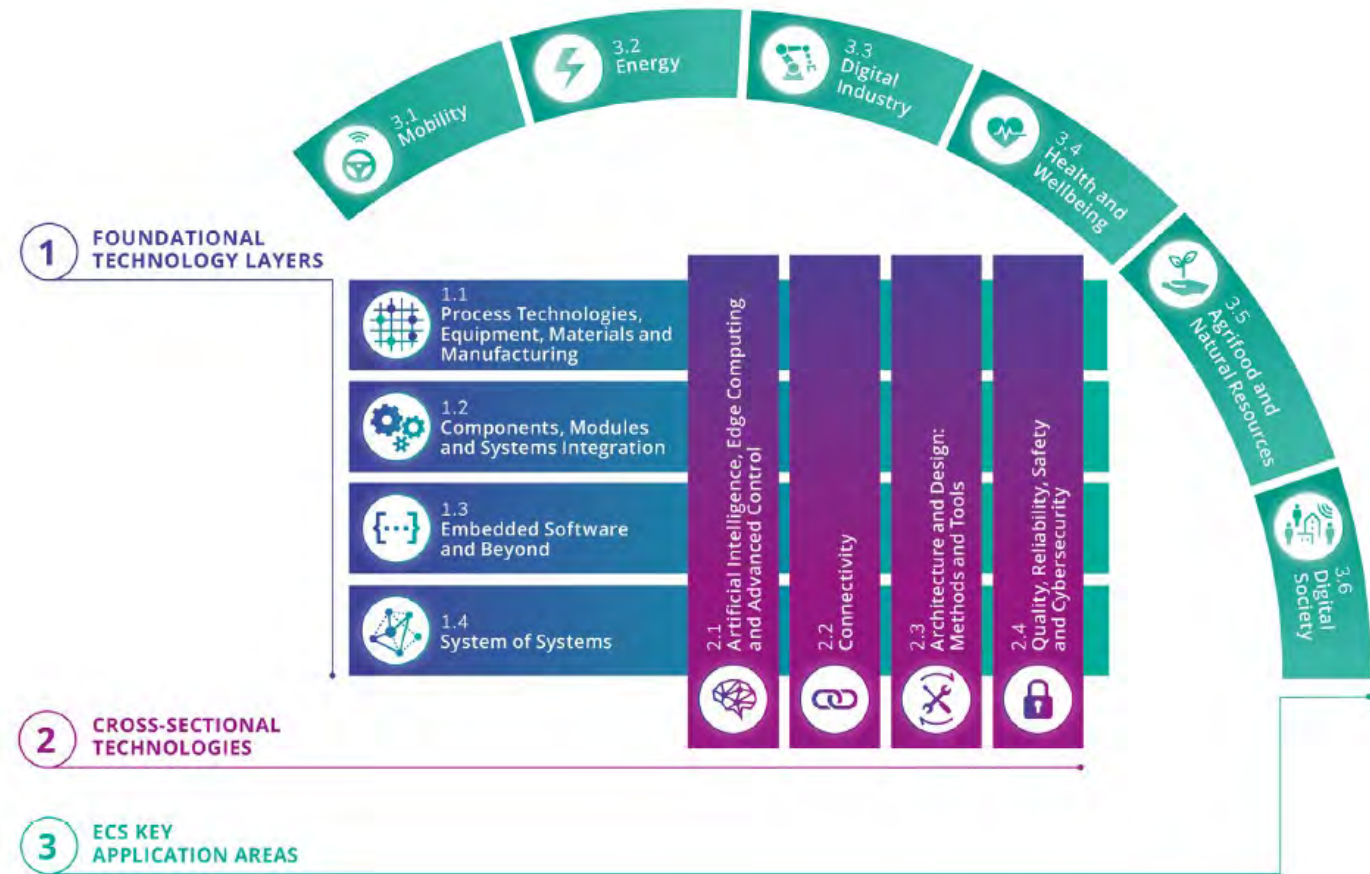 1
FOUNDATIONAL
TECHNOLOGY LAYERS
1.1
Process Technologies,
Equipment, Materials and
Manufacturing
1.2
Components, Modules
and Systems Integration
1.3
Embedded Software
and Beyond
1.4
System of Systems
2
CROSS-SECTIONAL
TECHNOLOGIES
2.1
Artificial Intelligence, Edge Computing
and Advanced Control
2.2
Connectivity
2.3
Architecture and Design:
Methods and Tools
2.4
Quality, Reliability, Safety
and Cybersecurity
3
ECS KEY
APPLICATION AREAS
3.1
Mobility
3.2
Energy
3.3
Digital
Industry
3.4
Health and
Wellbeing
3.5
Agrifood and
Natural Resources
3.6
Digital
Society